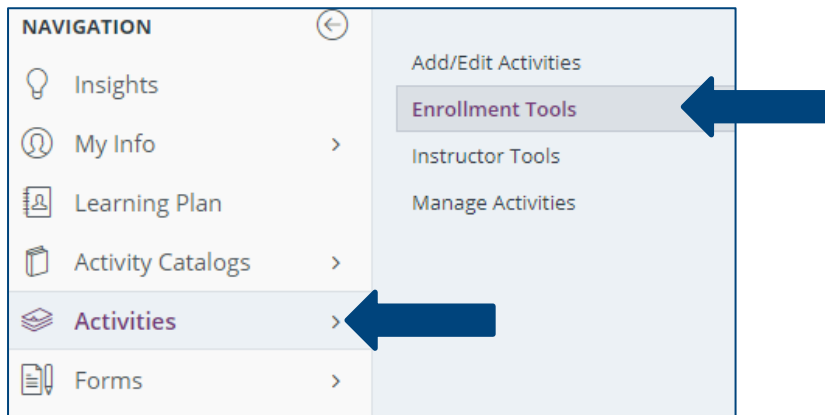 NAVIGATION
Insights
My Info
Learning Plan
Activity Catalogs
Activities
Forms
Add/Edit Activities
Enrollment Tools
Instructor Tools
Manage Activities